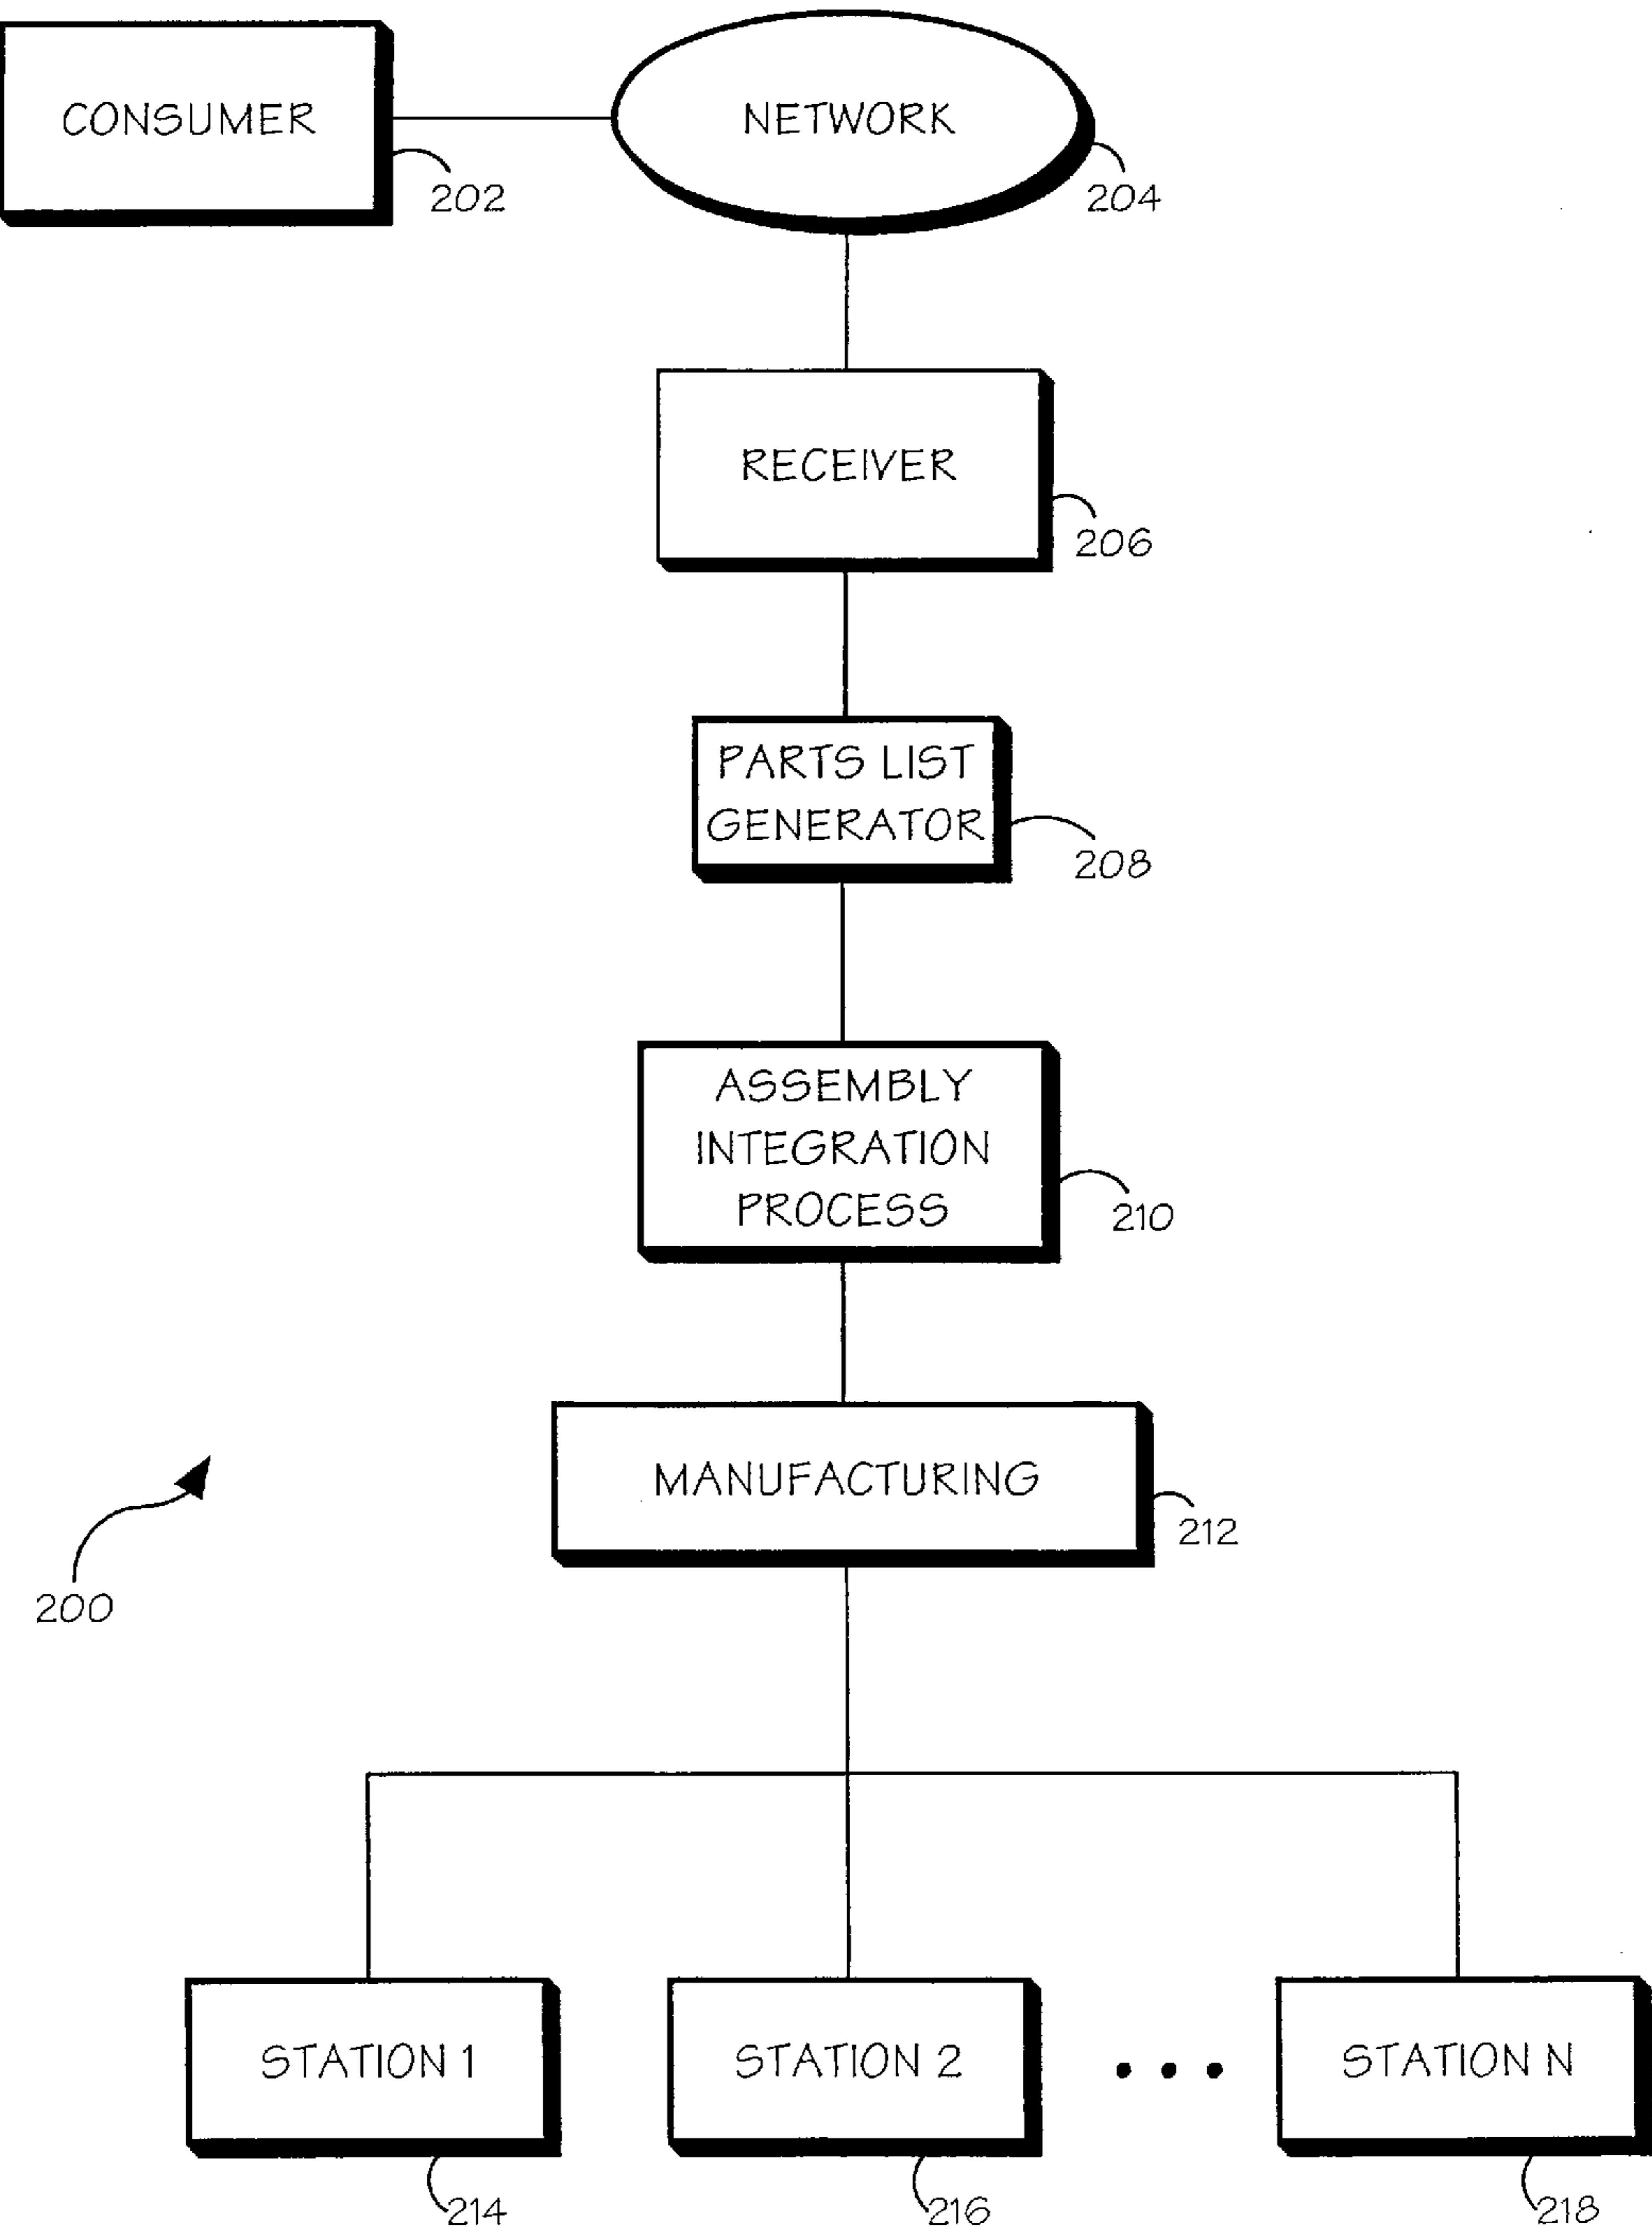 CONSUMER
202
NETWORK
204
RECEIVER
206
PARTS LIST
GENERATOR
208
ASSEMBLY
INTEGRATION
PROCESS
210
MANUFACTURING
212
200
STATION 1
214
STATION 2
216
• • •
STATION N
218